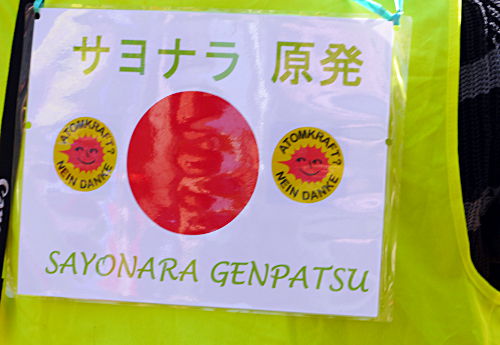 サヨナラ 原発
ATOMKRAFT?
NEIN DANKE
ATOMKRAFT?
NEIN DANKE
SAYONARA GENPATSU